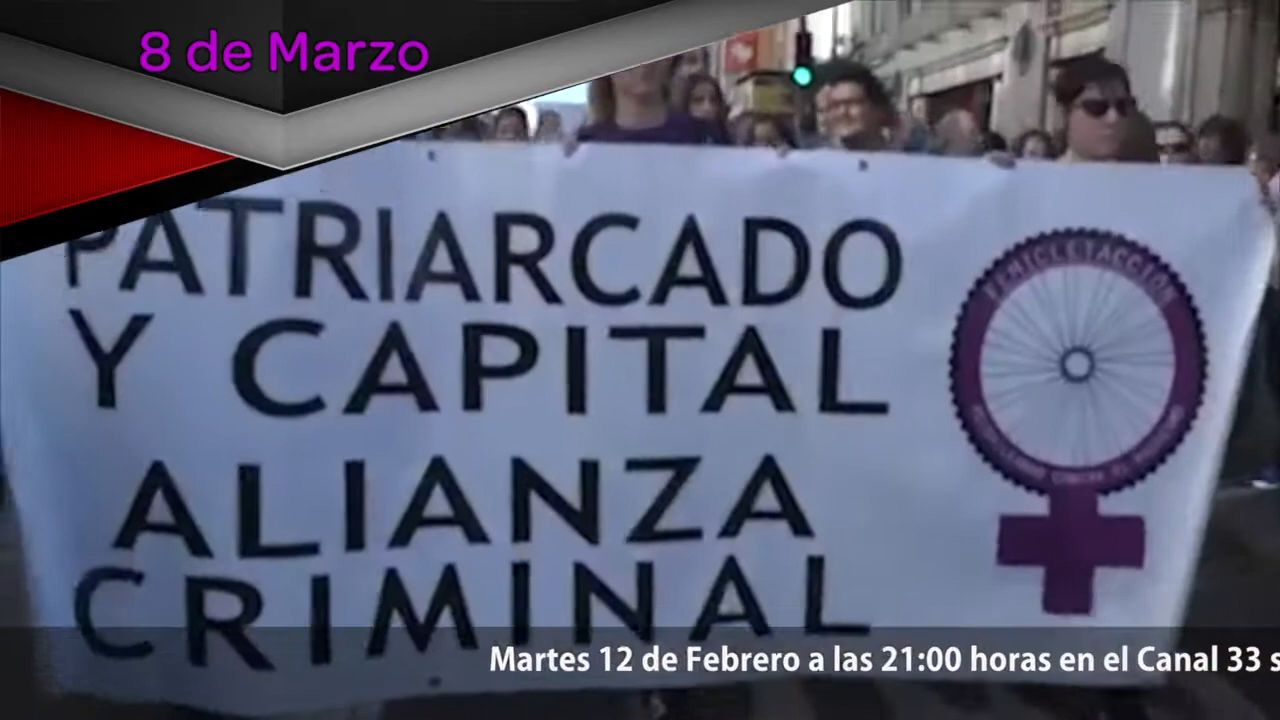 8 de Marzo
PATRIARCADO
Y CAPITAL
ALIANZA
CRIMINAL
Martes 12 de Febrero a las 21:00 horas en el Canal 33 s